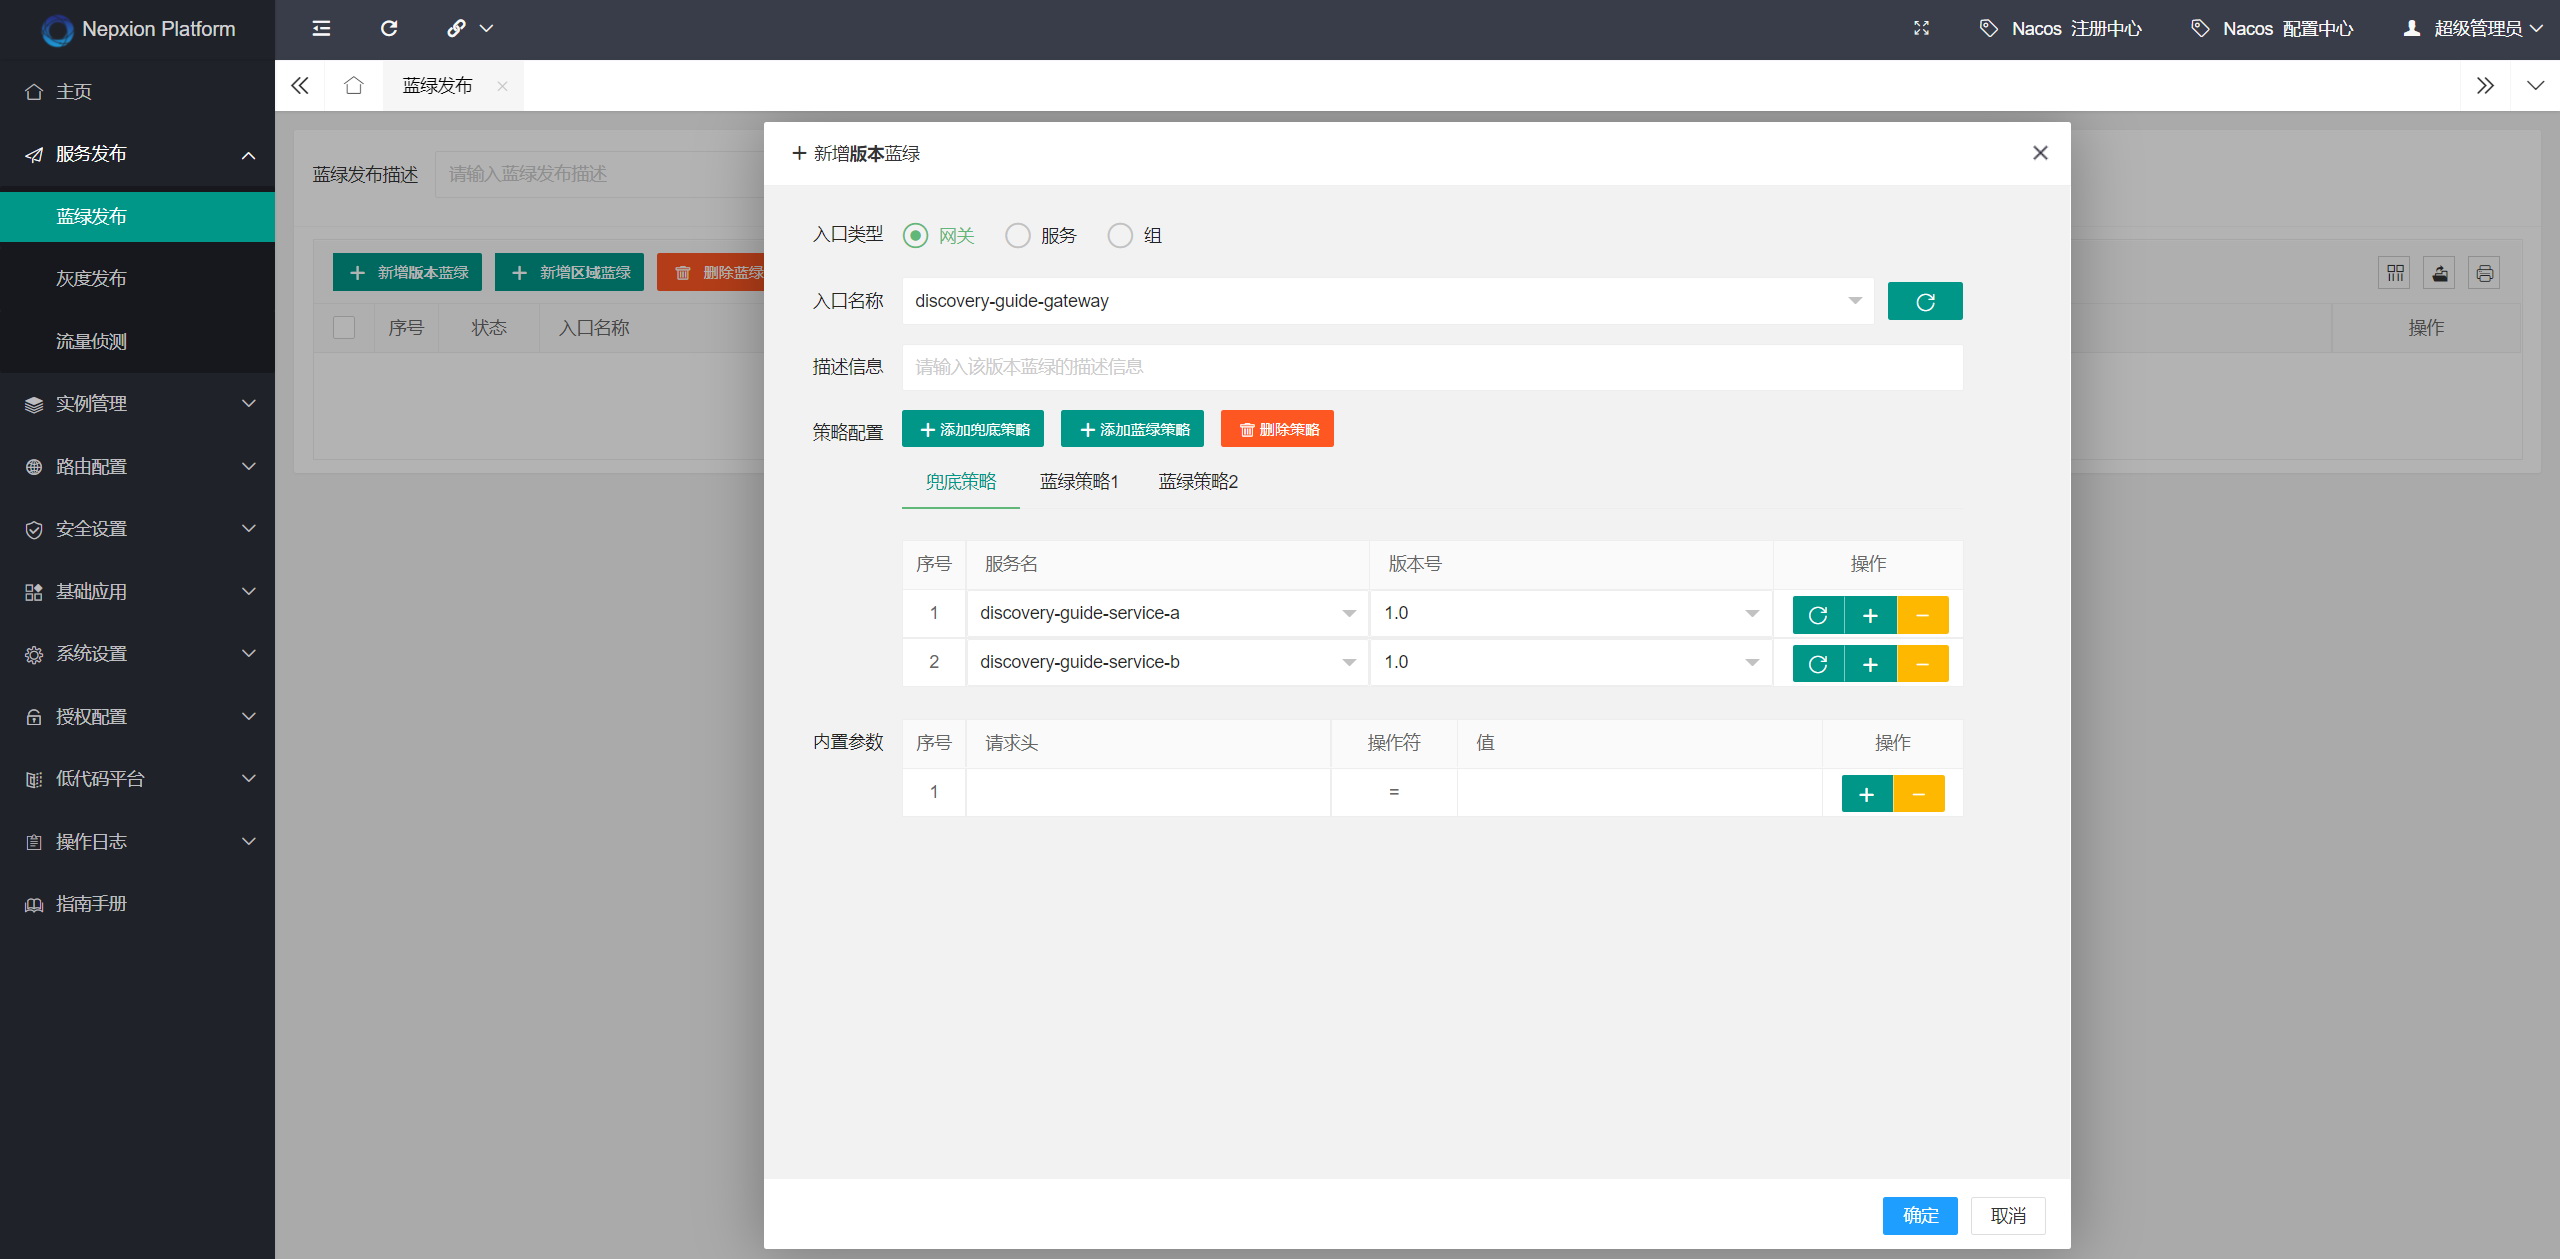 Nepxion Platform
Nacos 注册中心
Nacos 配置中心
超级管理员
主页
服务发布
蓝绿发布
灰度发布
流量侦测
实例管理
路由配置
安全设置
基础应用
系统设置
授权配置
低代码平台
操作日志
指南手册
蓝绿发布
蓝绿发布描述
请输入蓝绿发布描述
新增版本蓝绿
新增区域蓝绿
删除蓝绿
序号
状态
入口名称
操作
新增版本蓝绿
入口类型
网关
服务
组
入口名称
discovery-guide-gateway
描述信息
请输入该版本蓝绿的描述信息
策略配置
添加兜底策略
添加蓝绿策略
删除策略
兜底策略
蓝绿策略1
蓝绿策略2
序号 服务名 版本号 操作
1 discovery-guide-service-a 1.0
2 discovery-guide-service-b 1.0
内置参数
序号 请求头 操作符 值 操作
1 =
确定
取消